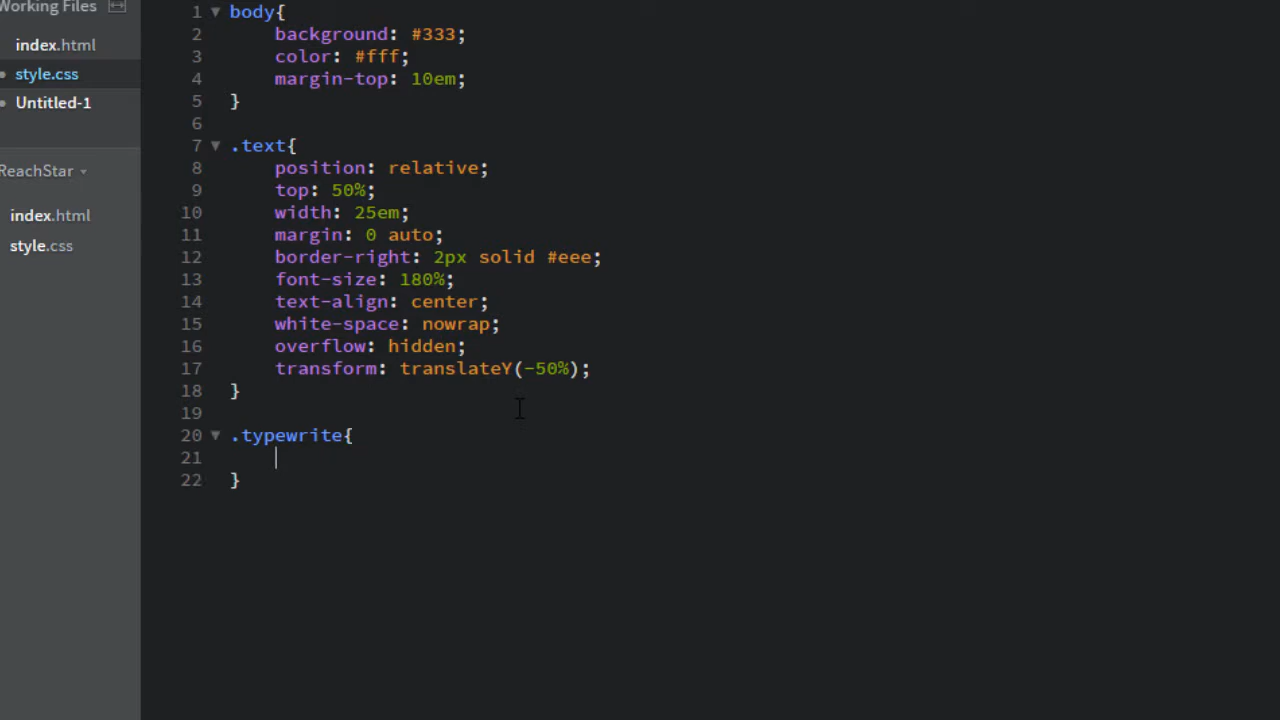 Working Files
index.html
style.css
Untitled-1
ReachStar
index.html
style.css
1 body{
2 background: #333;
3 color: #fff;
4 margin-top: 10em;
5 }
6
7 .text{
8 position: relative;
9 top: 50%;
10 width: 25em;
11 margin: 0 auto;
12 border-right: 2px solid #eee;
13 font-size: 180%;
14 text-align: center;
15 white-space: nowrap;
16 overflow: hidden;
17 transform: translateY(-50%);
18 }
19
20 .typewrite{
21
22 }